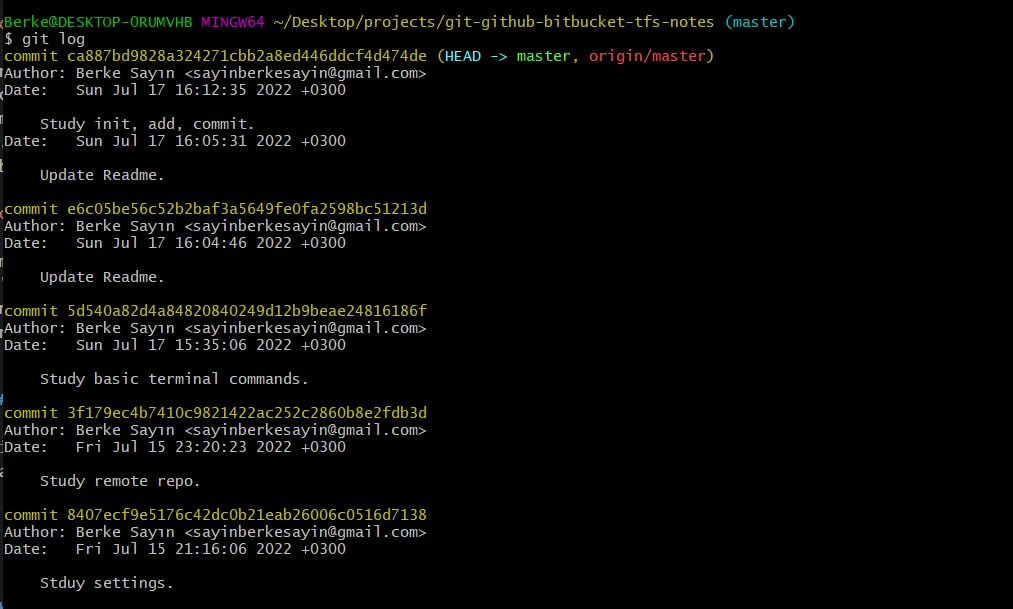 Berke@DESKTOP-0RUMVHB MINGW64 ~/Desktop/projects/git-github-bitbucket-tfs-notes (master)
$ git log
commit ca887bd9828a324271cbb2a8ed446ddcf4d474de (HEAD -> master, origin/master)
Author: Berke Sayın <sayinberkesayin@gmail.com>
Date:   Sun Jul 17 16:12:35 2022 +0300

    Study init, add, commit.
Date:   Sun Jul 17 16:05:31 2022 +0300

    Update Readme.

commit e6c05be56c52b2baf3a5649fe0fa2598bc51213d
Author: Berke Sayın <sayinberkesayin@gmail.com>
Date:   Sun Jul 17 16:04:46 2022 +0300

    Update Readme.

commit 5d540a82d4a84820840249d12b9beae24816186f
Author: Berke Sayın <sayinberkesayin@gmail.com>
Date:   Sun Jul 17 15:35:06 2022 +0300

    Study basic terminal commands.

commit 3f179ec4b7410c9821422ac252c2860b8e2fdb3d
Author: Berke Sayın <sayinberkesayin@gmail.com>
Date:   Fri Jul 15 23:20:23 2022 +0300

    Study remote repo.

commit 8407ecf9e5176c42dc0b21eab26006c0516d7138
Author: Berke Sayın <sayinberkesayin@gmail.com>
Date:   Fri Jul 15 21:16:06 2022 +0300

    Stduy settings.